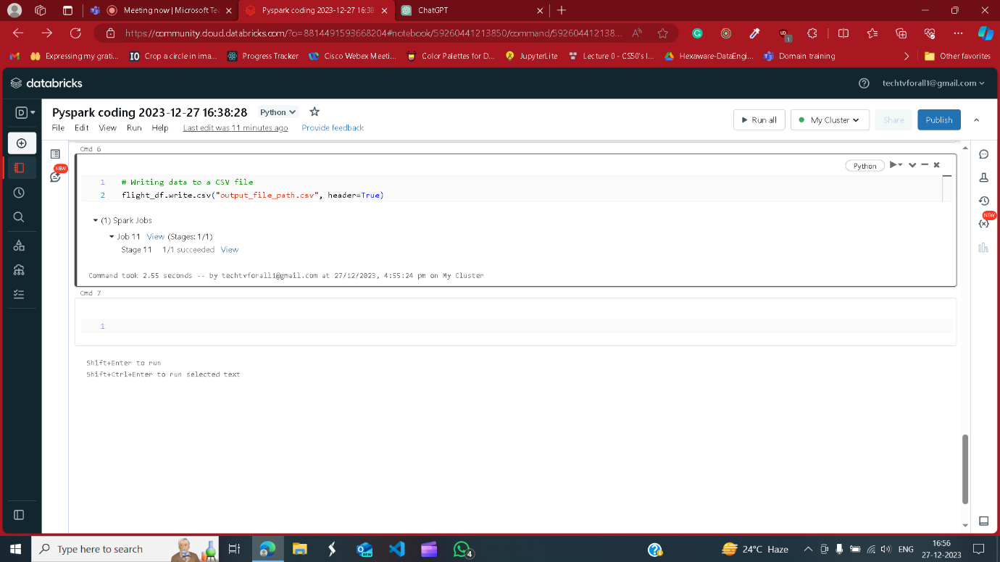 Meeting now | Microsoft Tea
Pyspark coding 2023-12-27 16:38
ChatGPT
https://community.cloud.databricks.com/?o=8814491593668204#notebook/59260441213850/command/592604412138...
Expressing my grati...
Crop a circle in ima...
Progress Tracker
Cisco Webex Meeti...
Color Palettes for D...
JupyterLite
Lecture 0 - CS50's I...
Hexaware-DataEngi...
Domain training
Other favorites
databricks
techtvforall1@gmail.com
D
Pyspark coding 2023-12-27 16:38:28
Python
File Edit View Run Help Last edit was 11 minutes ago Provide feedback
Run all
My Cluster
Share
Publish
NEW
NEW
Cmd 6
Python
1 # Writing data to a CSV file
2 flight_df.write.csv("output_file_path.csv", header=True)
(1) Spark Jobs
Job 11 View (Stages: 1/1)
Stage 11 1/1 succeeded View
Command took 2.55 seconds -- by techtvforall1@gmail.com at 27/12/2023, 4:55:24 pm on My Cluster
Cmd 7
1
Shift+Enter to run
Shift+Ctrl+Enter to run selected text
Type here to search
NEW
4
24°C Haze
ENG
16:56
27-12-2023